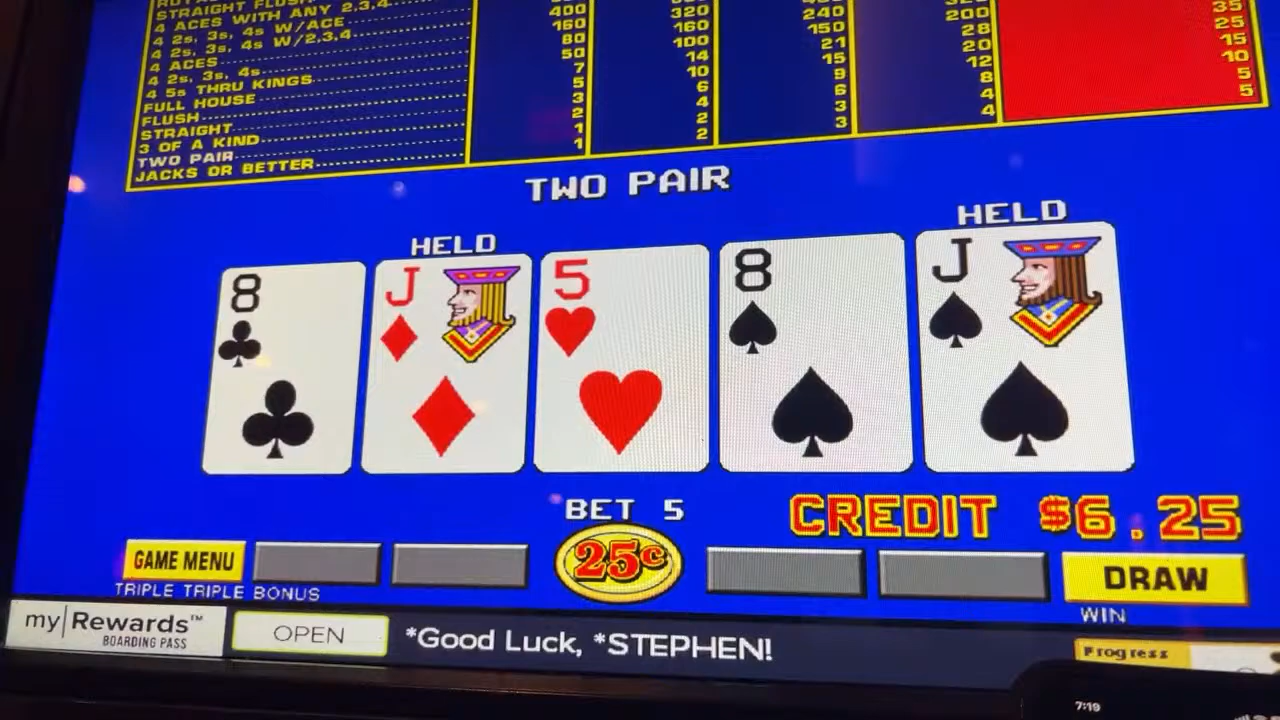 STRAIGHT FLUSH
4 ACES WITH ANY 2,3,4 400 320 240 200 35
4 2s, 3s, 4s W/ACE 160 160 150 28 25
4 2s, 3s, 4s W/2,3,4 80 100 21 20 15
4 ACES 50 14 15 12 10
4 2s, 3s, 4s 7 10 9 8 5
4 5s THRU KINGS 5 6 6 4 5
FULL HOUSE 3 4 3 4
FLUSH 2 2 3
STRAIGHT 1 2
3 OF A KIND 1
TWO PAIR
JACKS OR BETTER
TWO PAIR
HELD
HELD
8
J
5
8
J
BET 5
CREDIT $6.25
GAME MENU
25¢
DRAW
TRIPLE TRIPLE BONUS
WIN
my|Rewards™
BOARDING PASS
OPEN
*Good Luck, *STEPHEN!
Progress
7:19